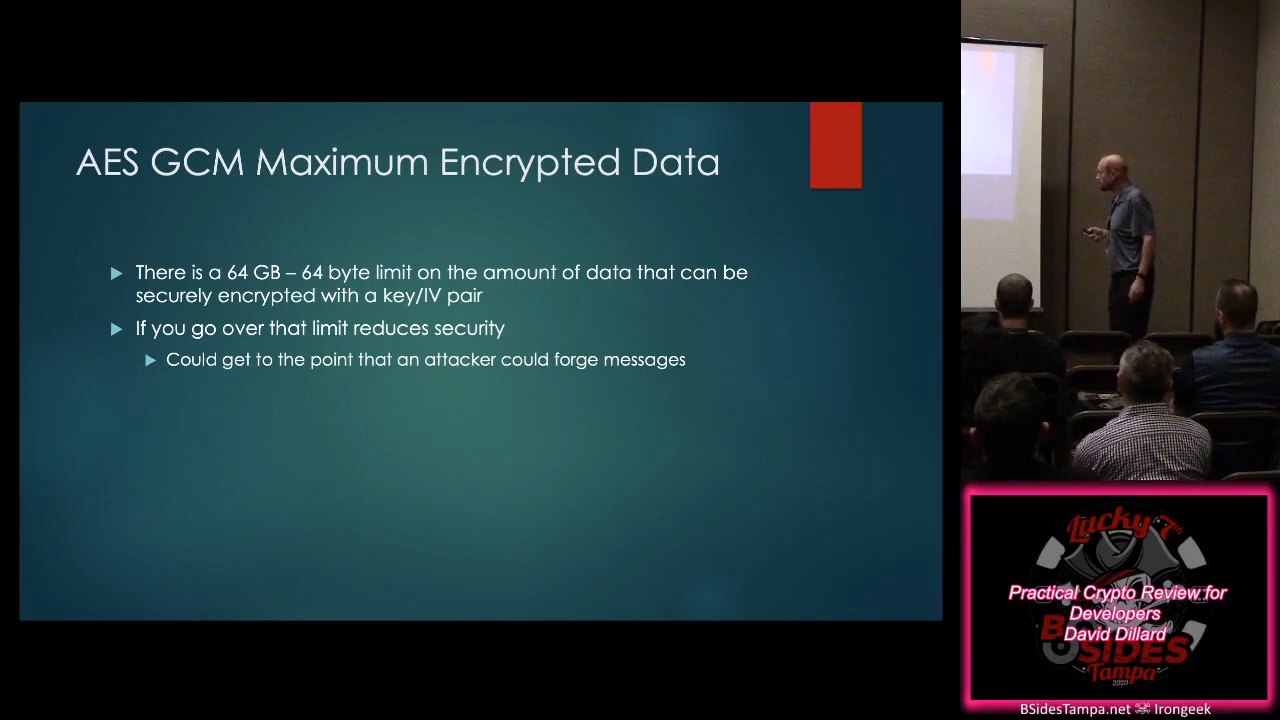 AES GCM Maximum Encrypted Data
There is a 64 GB – 64 byte limit on the amount of data that can be
securely encrypted with a key/IV pair
If you go over that limit reduces security
Could get to the point that an attacker could forge messages
Lucky 7th
Practical Crypto Review for
Developers
David Dillard
BSIDES
Tampa
2020
BSidesTampa.net Irongeek